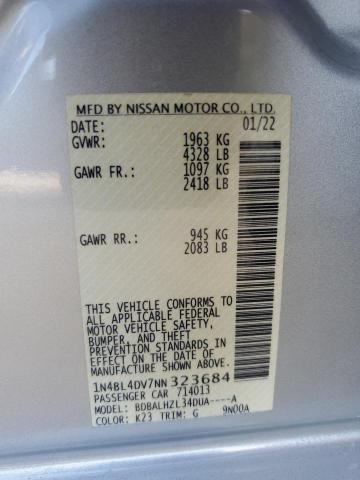 MFD BY NISSAN MOTOR CO., LTD.
DATE: 01/22
GVWR: 1963 KG
4328 LB
GAWR FR.: 1097 KG
2418 LB
GAWR RR.: 945 KG
2083 LB
THIS VEHICLE CONFORMS TO
ALL APPLICABLE FEDERAL
MOTOR VEHICLE SAFETY,
BUMPER, AND THEFT
PREVENTION STANDARDS
IN EFFECT ON THE DATE OF
MANUFACTURE SHOWN ABOVE.
1N4BL4DV7NN 323684
PASSENGER CAR 714013
MODEL: BDBALHZL34DUA----A
COLOR: K23 TRIM: G 9N00A